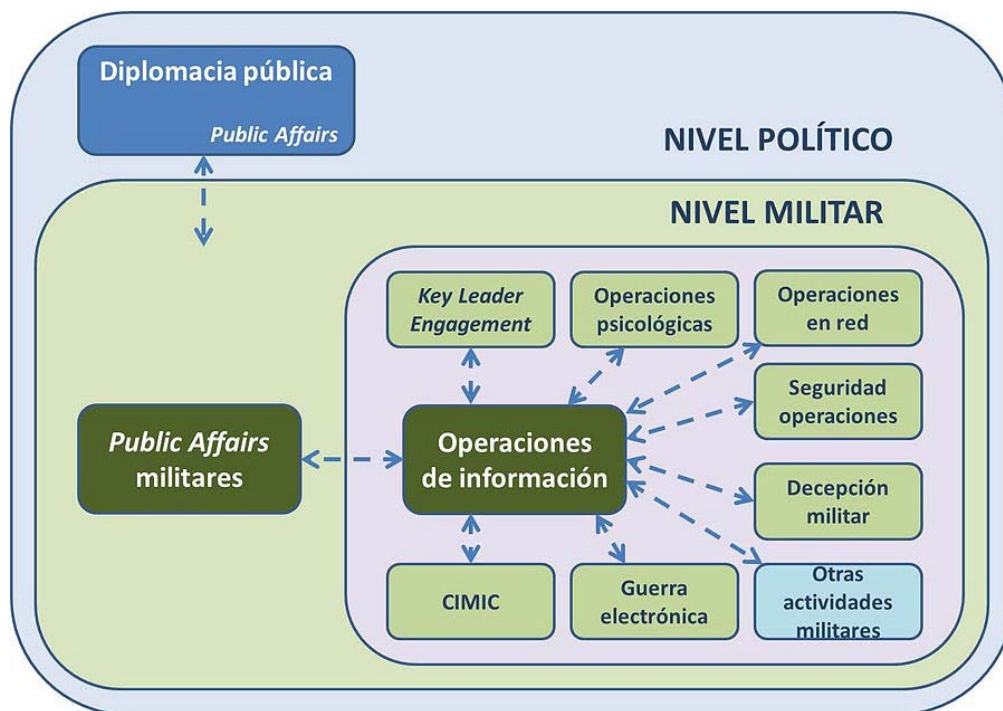 Diplomacia pública
Public Affairs
NIVEL POLÍTICO
NIVEL MILITAR
Key Leader
Engagement
Operaciones
psicológicas
Operaciones
en red
Seguridad
operaciones
Public Affairs
militares
Operaciones
de información
Decepción
militar
CIMIC
Guerra
electrónica
Otras
actividades
militares